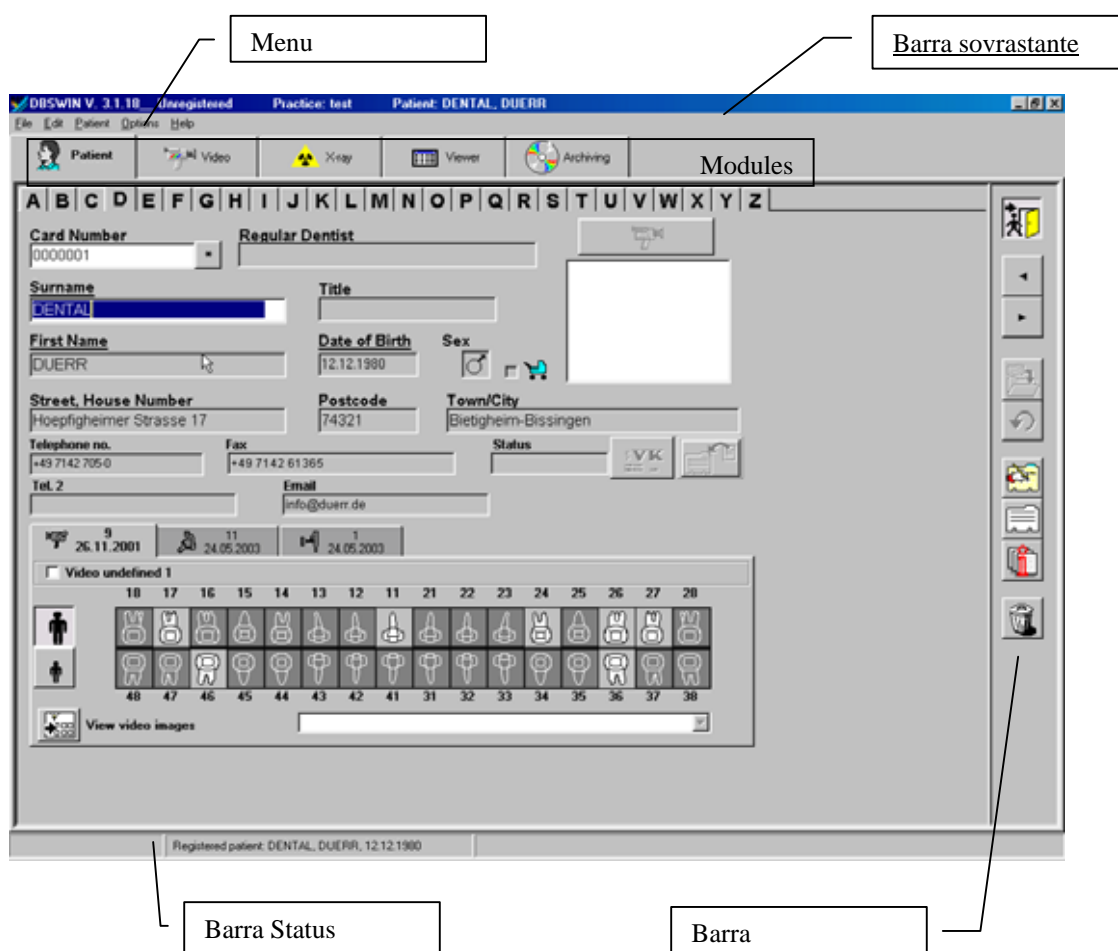 Menu
Barra sovrastante
DBSWIN V. 3.1.10__ Unregistered Practice: test Patient: DENTAL, DUERR
File Edit Patient Options Help
Patient Video X-ray Viewer Archiving Modules
A B C D E F G H I J K L M N O P Q R S T U V W X Y Z
Card Number Regular Dentist
0000001
Surname Title
DENTAL
First Name Date of Birth Sex
DUERR 12.12.1980
Street, House Number Postcode Town/City
Hoepfigheimer Strasse 17 74321 Bietigheim-Bissingen
Telephone no. Fax Status
+49 7142 705-0 +49 7142 61365 VK
Tel. 2 Email
info@duerr.de
9 11 1
26.11.2001 24.05.2003 24.05.2003
Video undefined 1
18 17 16 15 14 13 12 11 21 22 23 24 25 26 27 28
48 47 46 45 44 43 42 41 31 32 33 34 35 36 37 38
View video images
Registered patient: DENTAL, DUERR, 12.12.1980
Barra Status Barra